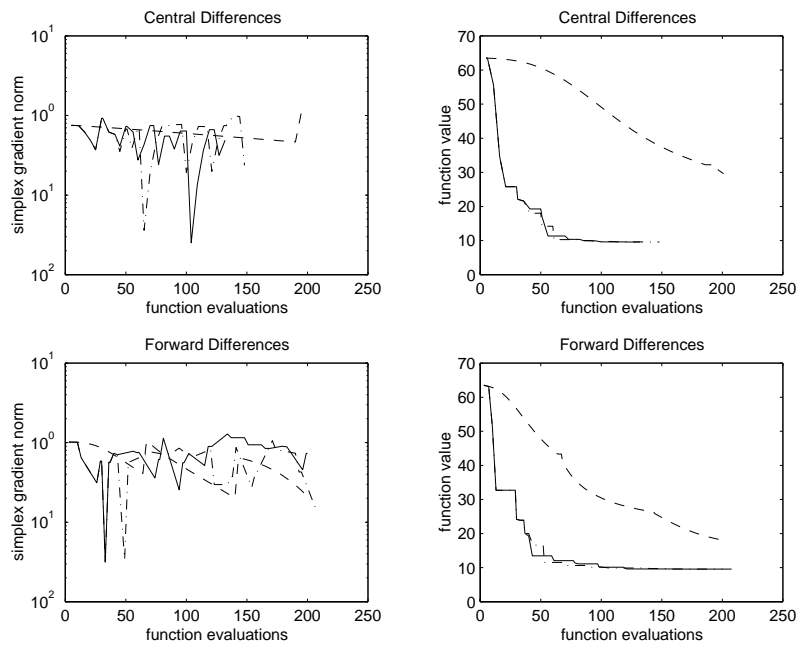 Central Differences
10^1
10^0
10^1
10^2
simplex gradient norm
0 50 100 150 200 250
function evaluations
Central Differences
70
60
50
40
30
20
10
0
function value
0 50 100 150 200 250
function evaluations
Forward Differences
10^1
10^0
10^1
10^2
simplex gradient norm
0 50 100 150 200 250
function evaluations
Forward Differences
70
60
50
40
30
20
10
0
function value
0 50 100 150 200 250
function evaluations